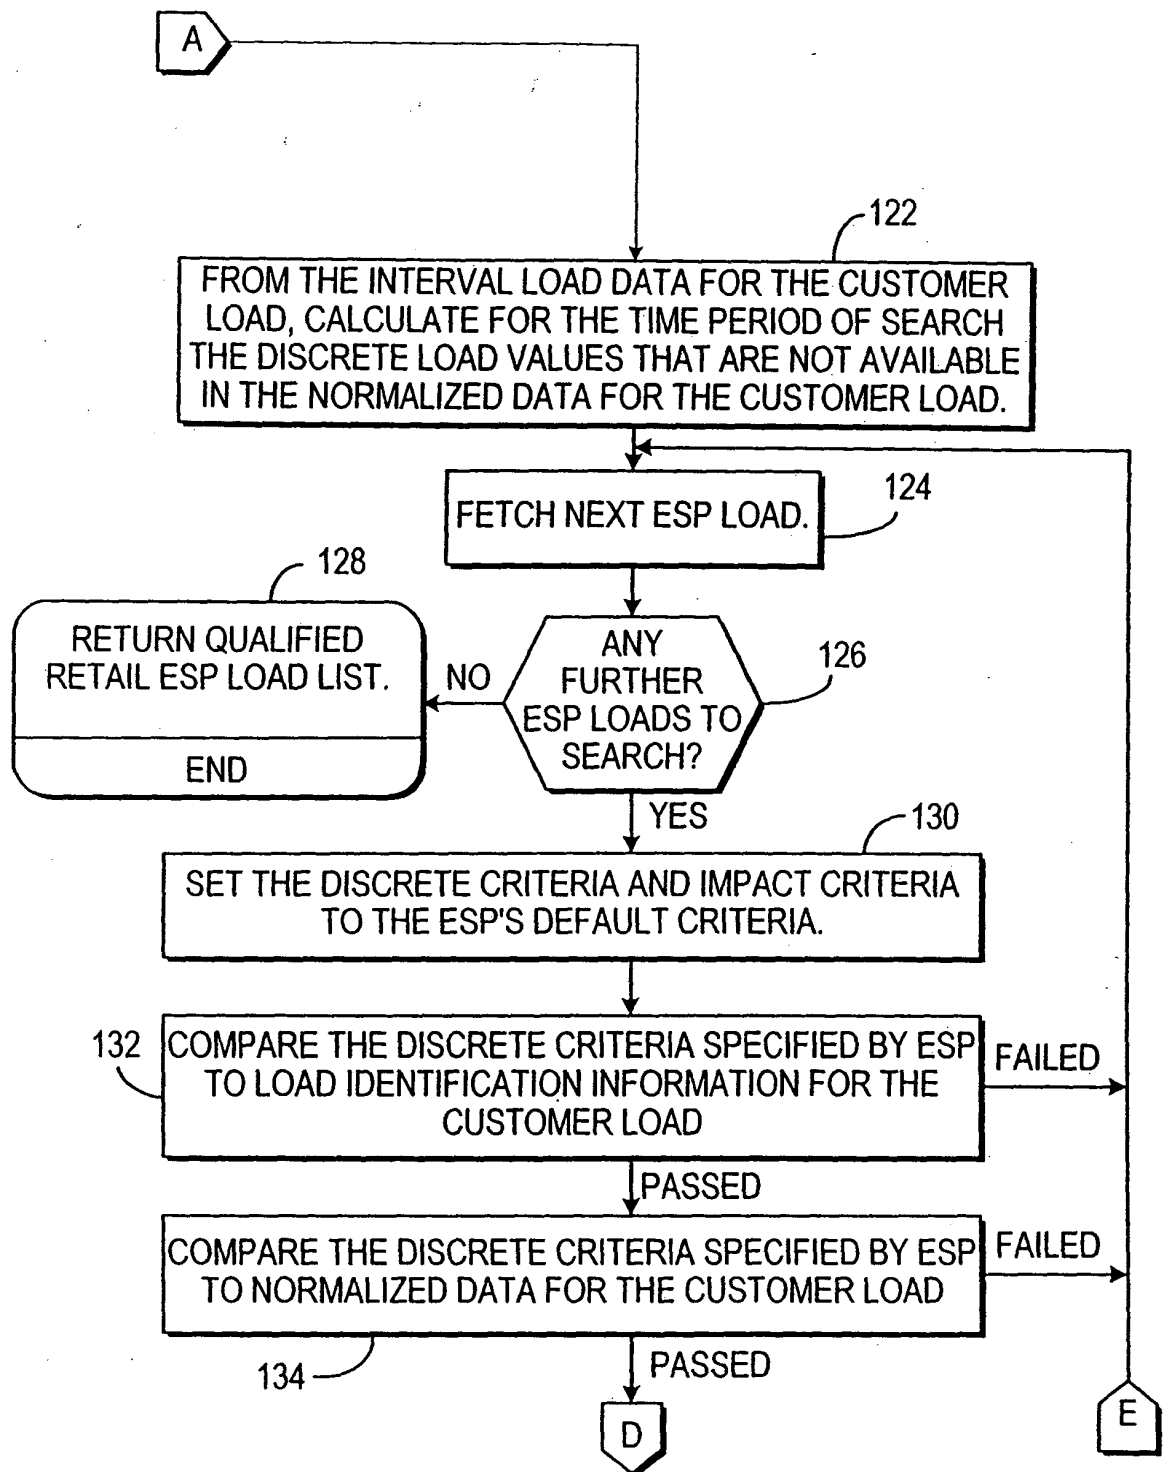 A
122
FROM THE INTERVAL LOAD DATA FOR THE CUSTOMER
LOAD, CALCULATE FOR THE TIME PERIOD OF SEARCH
THE DISCRETE LOAD VALUES THAT ARE NOT AVAILABLE
IN THE NORMALIZED DATA FOR THE CUSTOMER LOAD.
124
FETCH NEXT ESP LOAD.
128
RETURN QUALIFIED
RETAIL ESP LOAD LIST.
END
NO
ANY
FURTHER
ESP LOADS TO
SEARCH?
126
YES
130
SET THE DISCRETE CRITERIA AND IMPACT CRITERIA
TO THE ESP'S DEFAULT CRITERIA.
132
COMPARE THE DISCRETE CRITERIA SPECIFIED BY ESP
TO LOAD IDENTIFICATION INFORMATION FOR THE
CUSTOMER LOAD
FAILED
PASSED
COMPARE THE DISCRETE CRITERIA SPECIFIED BY ESP
TO NORMALIZED DATA FOR THE CUSTOMER LOAD
FAILED
134
PASSED
D
E